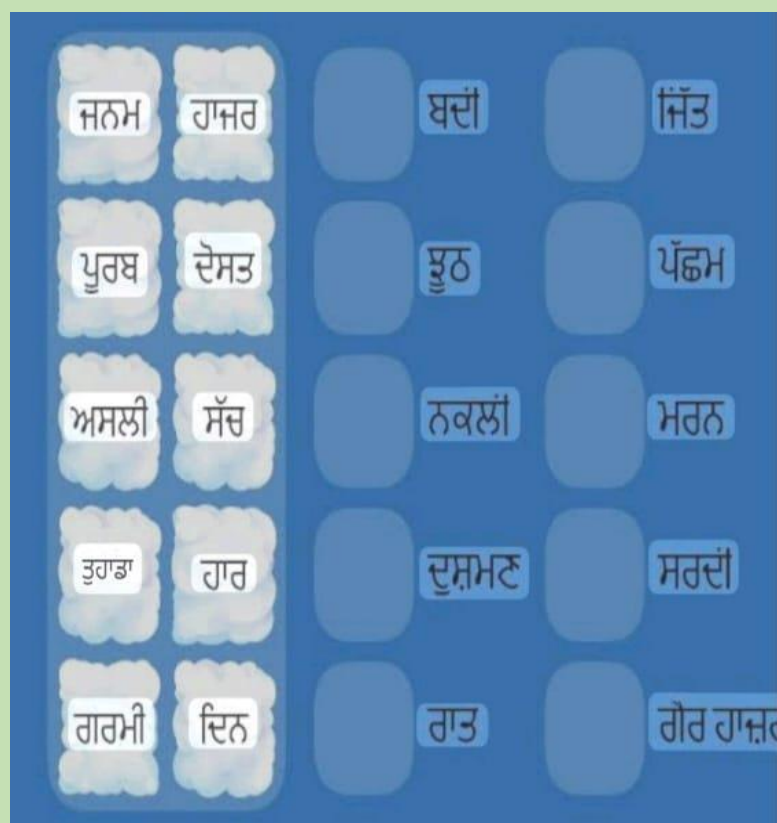 ਜਨਮ ਹਾਜਰ ਬਦੀ ਜਿੱਤ
ਪੂਰਬ ਦੋਸਤ ਝੂਠ ਪੱਛਮ
ਅਸਲੀ ਸੱਚ ਨਕਲੀ ਮਰਨ
ਤੁਹਾਡਾ ਹਾਰ ਦੁਸ਼ਮਣ ਸਰਦੀ
ਗਰਮੀ ਦਿਨ ਰਾਤ ਗੈਰ